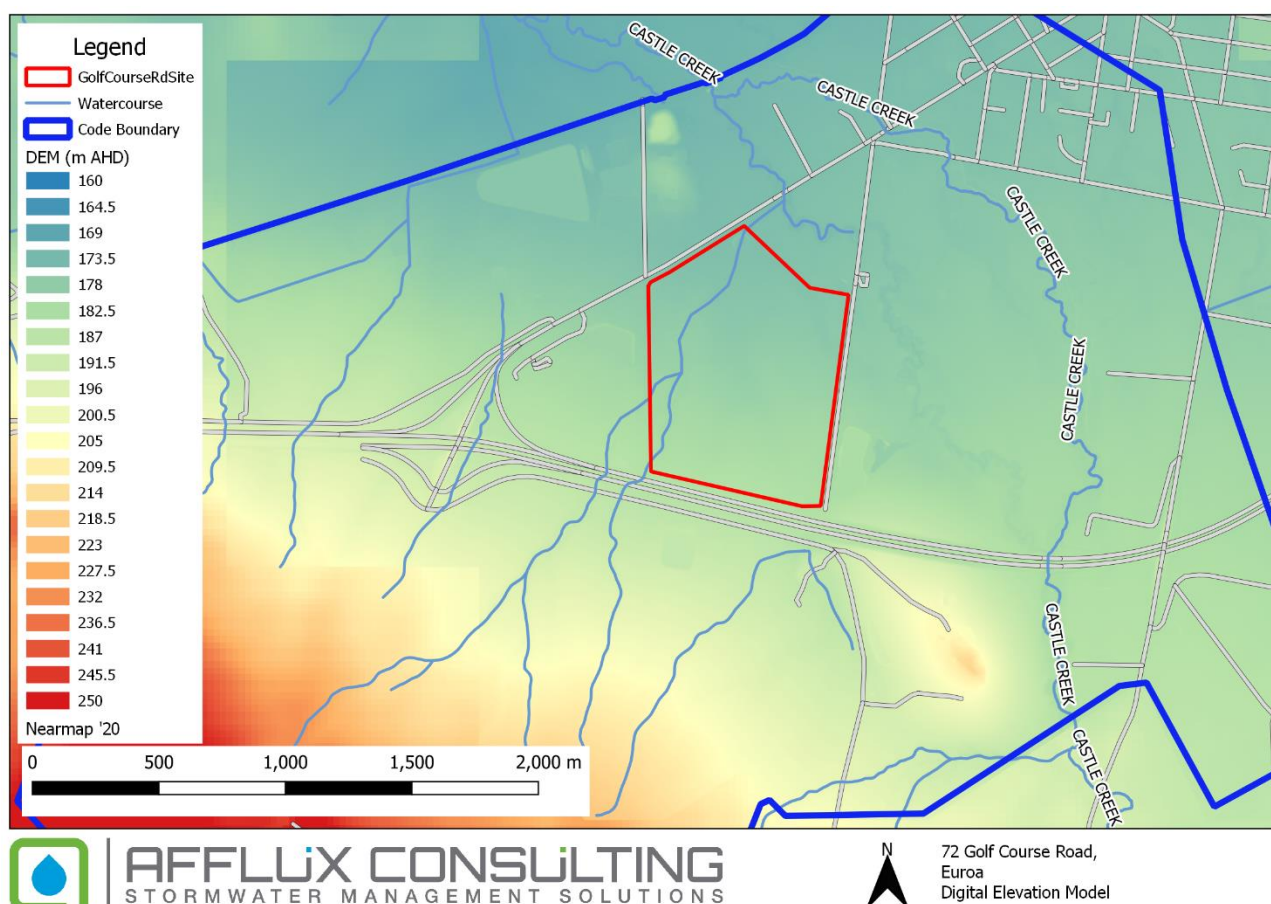 Legend
GolfCourseRdSite
Watercourse
Code Boundary
DEM (m AHD)
160
164.5
169
173.5
178
182.5
187
191.5
196
200.5
205
209.5
214
218.5
223
227.5
232
236.5
241
245.5
250
Nearmap '20
0 500 1,000 1,500 2,000 m
CASTLE CREEK
CASTLE CREEK
CASTLE CREEK
CASTLE CREEK
CASTLE CREEK
CASTLE CREEK
AFFLUX CONSULTING
STORMWATER MANAGEMENT SOLUTIONS
N
72 Golf Course Road,
Euroa
Digital Elevation Model